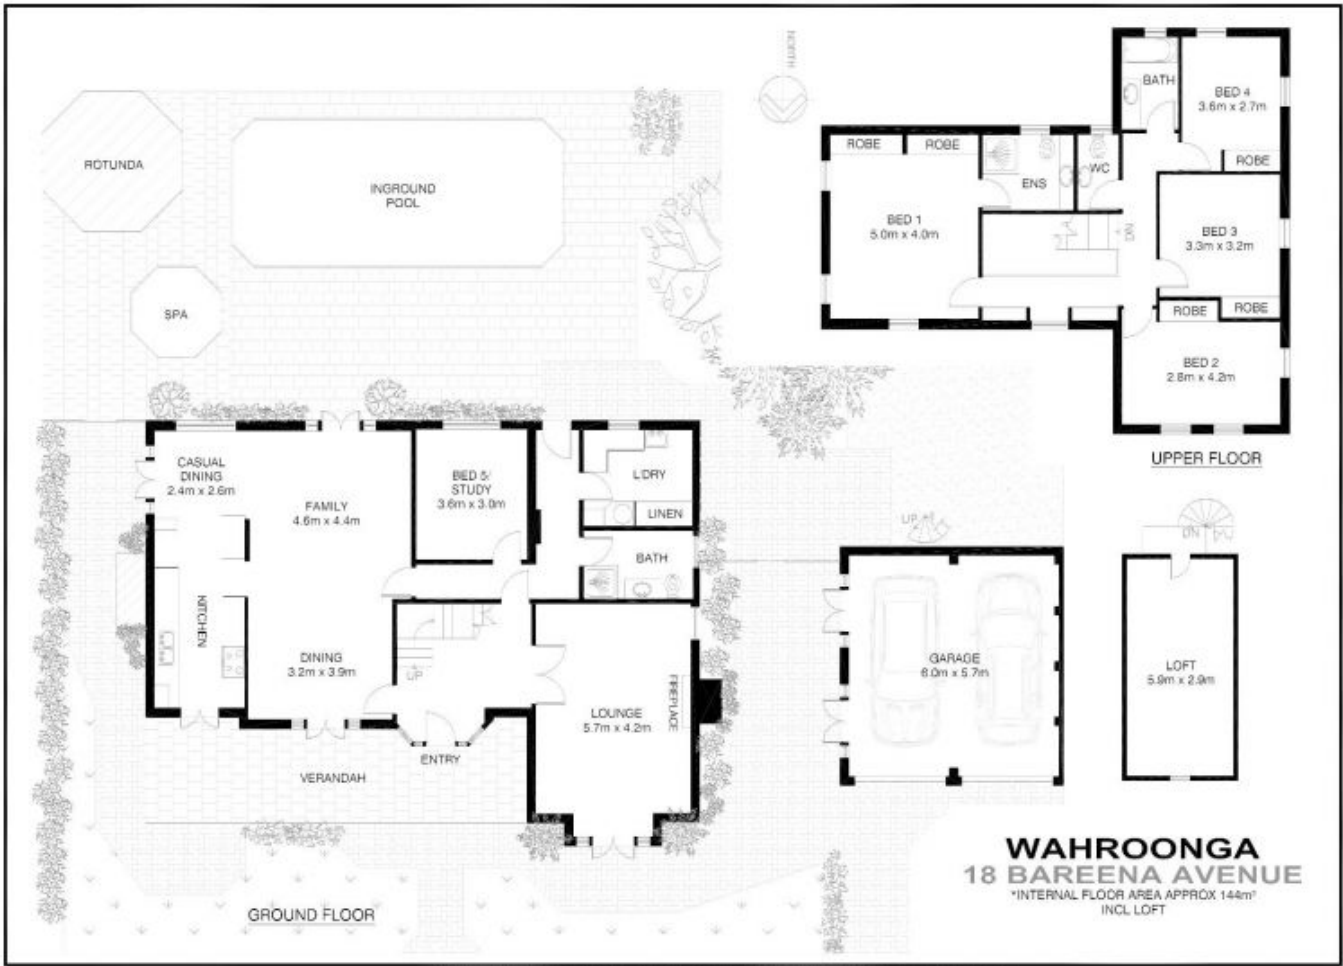 NORTH
ROTUNDA
INGROUND
POOL
SPA
BATH
BED 4
3.6m x 2.7m
ROBE
ROBE
ROBE
ENS
WC
BED 1
5.0m x 4.0m
DN
BED 3
3.3m x 3.2m
ROBE
ROBE
BED 2
2.8m x 4.2m
UPPER FLOOR
CASUAL
DINING
2.4m x 2.6m
FAMILY
4.6m x 4.4m
BED 5/
STUDY
3.6m x 3.0m
L'DRY
LINEN
BATH
KITCHEN
DINING
3.2m x 3.9m
UP
LOUNGE
5.7m x 4.2m
FIREPLACE
ENTRY
VERANDAH
GROUND FLOOR
UP
GARAGE
6.0m x 5.7m
DN
LOFT
5.9m x 2.9m
WAHROONGA
18 BAREENA AVENUE
*INTERNAL FLOOR AREA APPROX 144m²
INCL LOFT